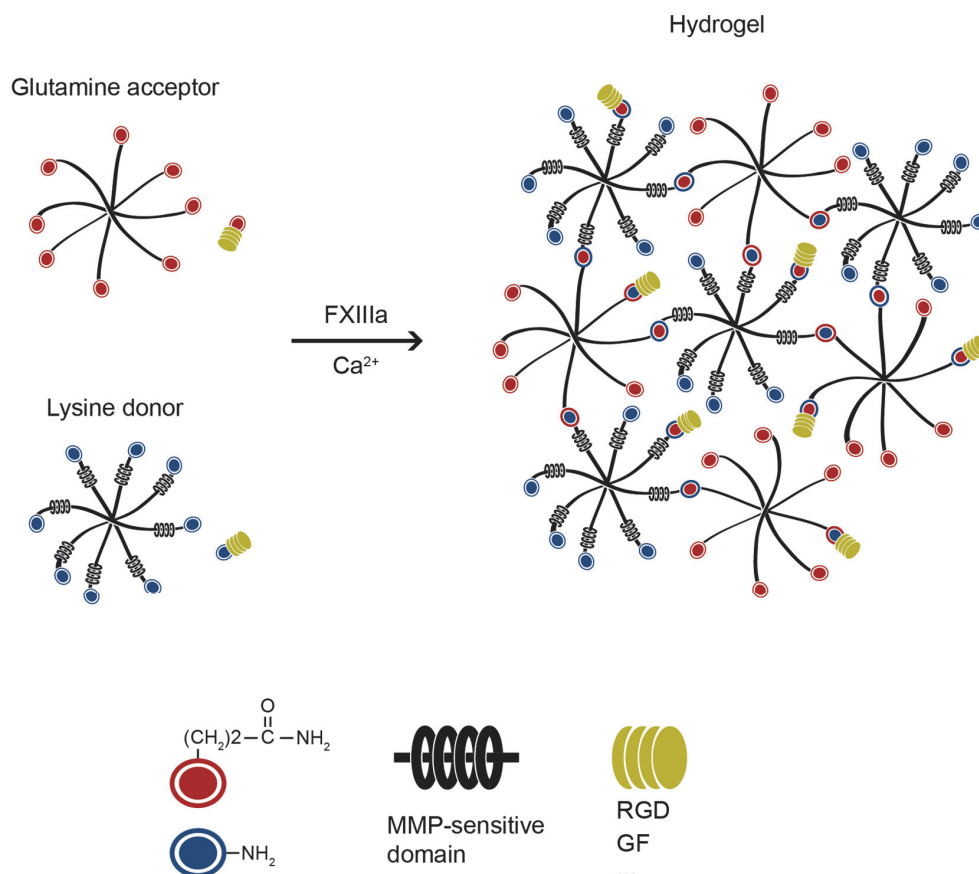 Hydrogel
Glutamine acceptor
FXIIIa
Ca²⁺
Lysine donor
O
(CH₂)2–C–NH₂
–NH₂
MMP-sensitive
domain
RGD
GF